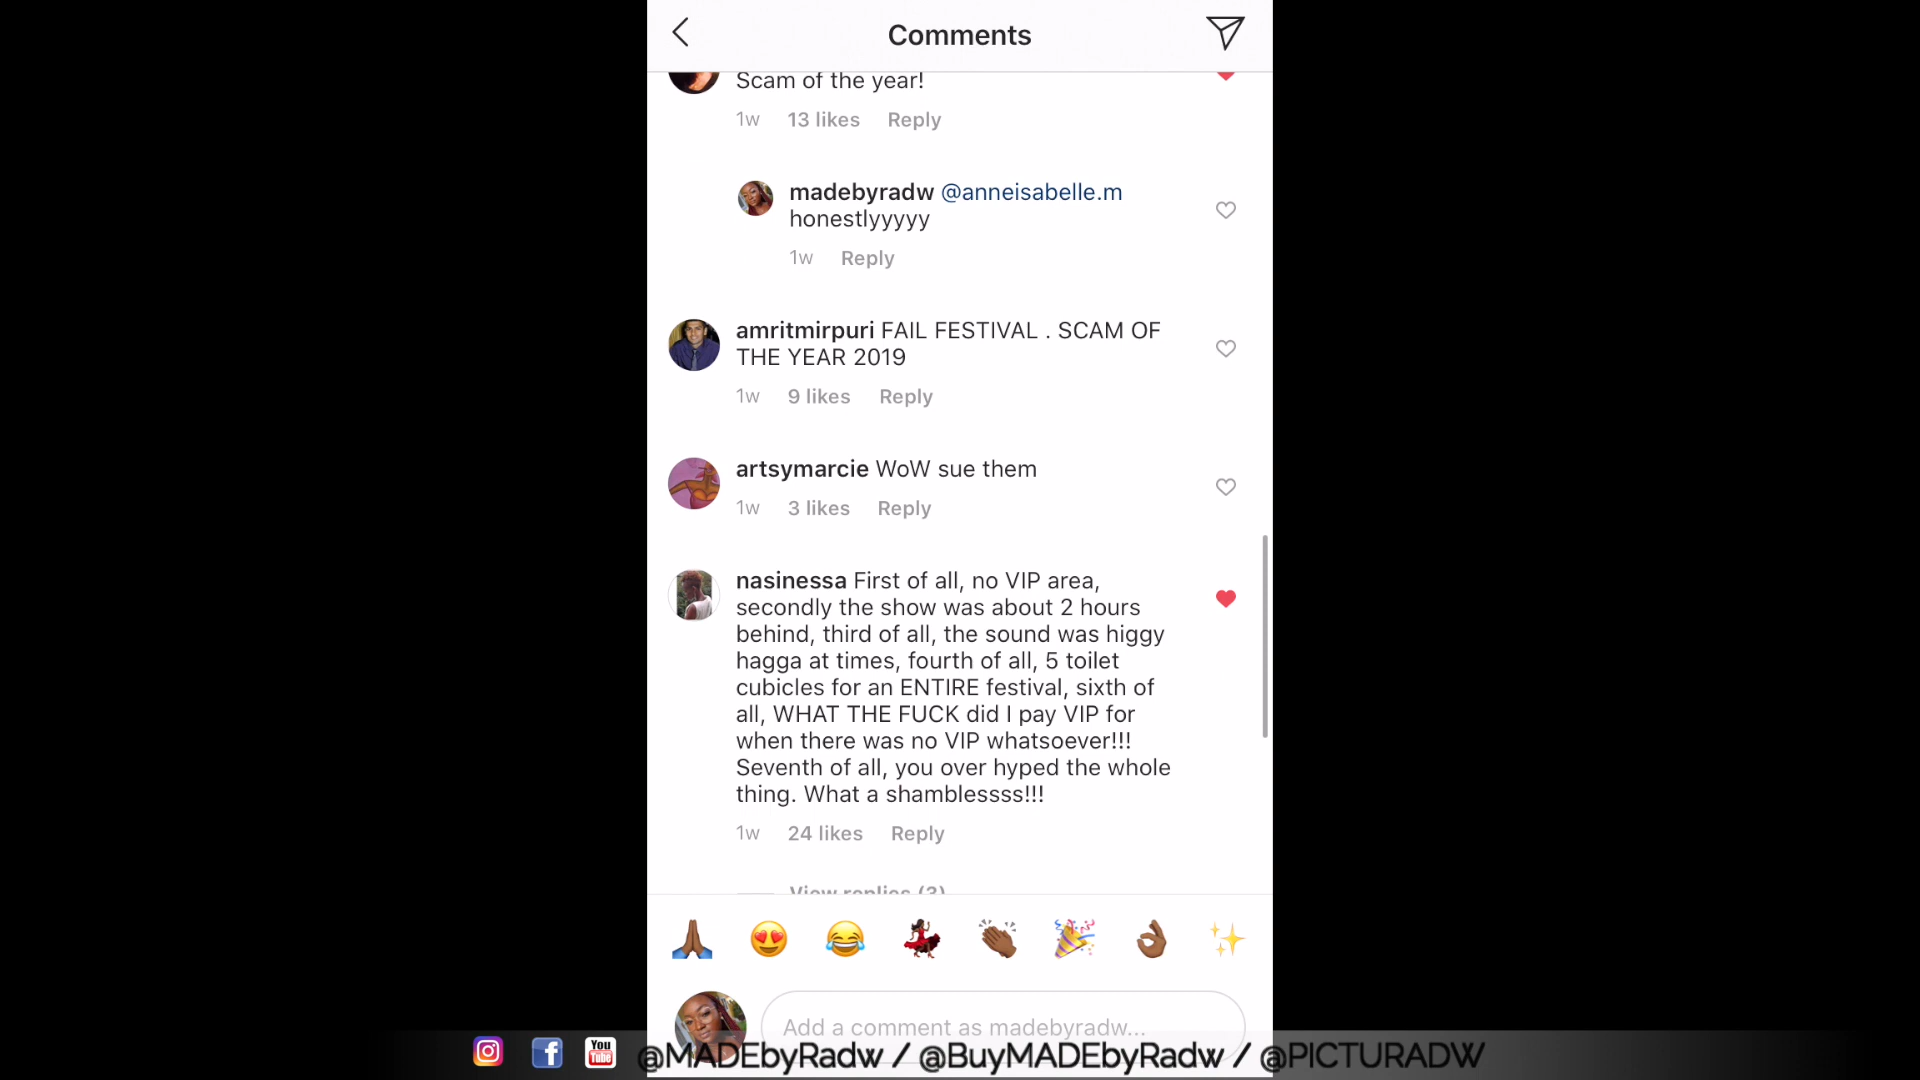 Comments
Scam of the year!
1w 13 likes Reply
madebyradw @anneisabelle.m
honestlyyyyy
1w Reply
amritmirpuri FAIL FESTIVAL . SCAM OF
THE YEAR 2019
1w 9 likes Reply
artsymarcie WoW sue them
1w 3 likes Reply
nasinessa First of all, no VIP area,
secondly the show was about 2 hours
behind, third of all, the sound was higgy
hagga at times, fourth of all, 5 toilet
cubicles for an ENTIRE festival, sixth of
all, WHAT THE FUCK did I pay VIP for
when there was no VIP whatsoever!!!
Seventh of all, you over hyped the whole
thing. What a shamblessss!!!
1w 24 likes Reply
View replies (3)
Add a comment as madebyradw...
You Tube @MADEbyRadw / @BuyMADEbyRadw / @PICTURADW